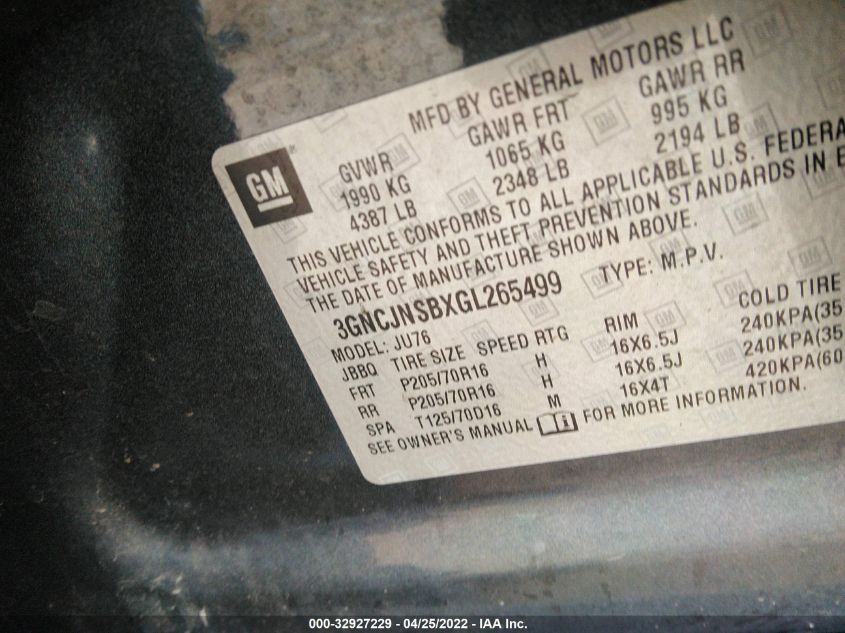 MFD BY GENERAL MOTORS LLC
GM
GVWR GAWR FRT GAWR RR
1990 KG 1065 KG 995 KG
4387 LB 2348 LB 2194 LB
THIS VEHICLE CONFORMS TO ALL APPLICABLE U.S. FEDERA
VEHICLE SAFETY AND THEFT PREVENTION STANDARDS IN E
THE DATE OF MANUFACTURE SHOWN ABOVE.
3GNCJNSBXGL265499 TYPE: M.P.V.
MODEL: JU76
JBBQ TIRE SIZE SPEED RTG RIM COLD TIRE
FRT P205/70R16 H 16X6.5J 240KPA(35
RR P205/70R16 H 16X6.5J 240KPA(35
SPA T125/70D16 M 16X4T 420KPA(60
SEE OWNER'S MANUAL i FOR MORE INFORMATION.
000-32927229 - 04/25/2022 - IAA Inc.